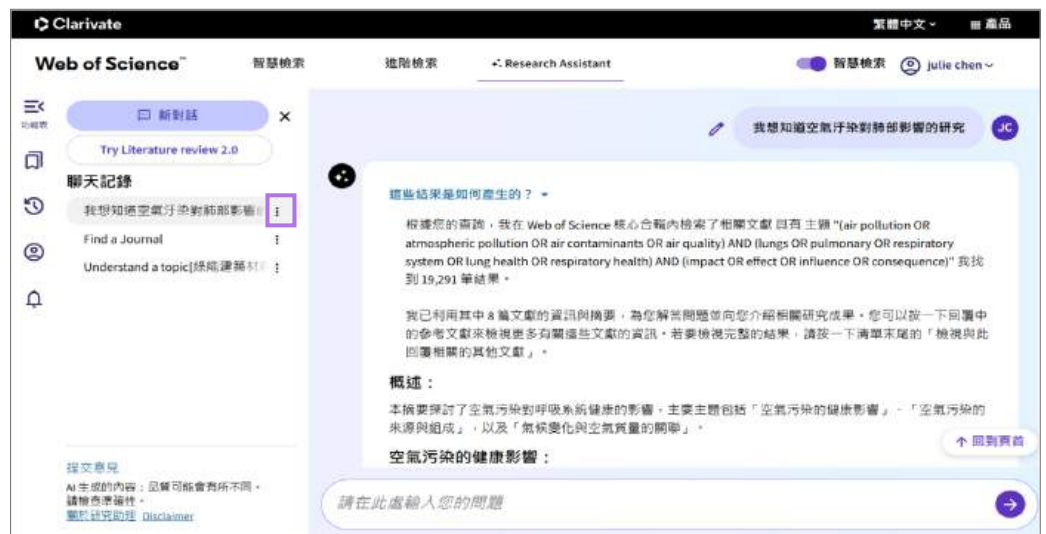 Clarivate
繁體中文
產品
Web of Science™
智慧檢索
進階檢索
Research Assistant
智慧檢索
julie chen
功能表
新對話
Try Literature review 2.0
聊天記錄
我想知道空氣汙染對肺部影響
Find a Journal
Understand a topic[綠能建築材
提交意見
AI 生成的內容：品質可能會有所不同。
請檢查準確性。
關於研究助理 Disclaimer
我想知道空氣汙染對肺部影響的研究
JC
這些結果是如何產生的？
根據您的查詢，我在 Web of Science 核心合輯內檢索了相關文獻 具有 主題 "(air pollution OR
atmospheric pollution OR air contaminants OR air quality) AND (lungs OR pulmonary OR respiratory
system OR lung health OR respiratory health) AND (impact OR effect OR influence OR consequence)" 我找
到 19,291 筆結果。
我已利用其中 8 篇文獻的資訊與摘要，為您解答問題並向您介紹相關研究成果。您可以按一下回覆中
的參考文獻來檢視更多有關這些文獻的資訊。若要檢視完整的結果，請按一下清單末尾的「檢視與此
回覆相關的其他文獻」。
概述：
本摘要探討了空氣污染對呼吸系統健康的影響，主要主題包括「空氣污染的健康影響」、「空氣污染的
來源與組成」，以及「氣候變化與空氣質量的關聯」。
空氣污染的健康影響：
回到頁首
請在此處輸入您的問題